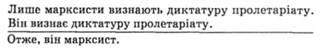 Лише марксисти визнають диктатуру пролетаріату.
Він визнає диктатуру пролетаріату.
Отже, він марксист.